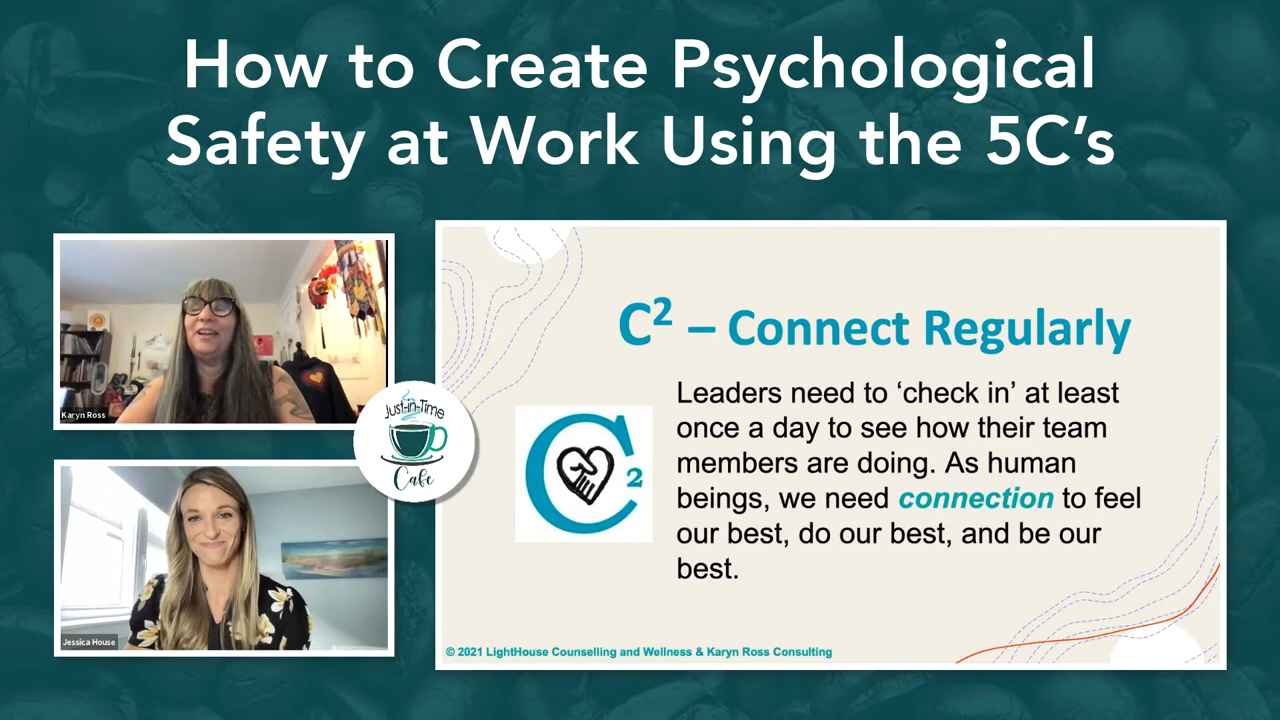 How to Create Psychological
Safety at Work Using the 5C's
Karyn Ross
Just-in-Time
Cafe
Jessica House
C² – Connect Regularly
C²
Leaders need to ‘check in’ at least
once a day to see how their team
members are doing. As human
beings, we need connection to feel
our best, do our best, and be our
best.
© 2021 LightHouse Counselling and Wellness & Karyn Ross Consulting